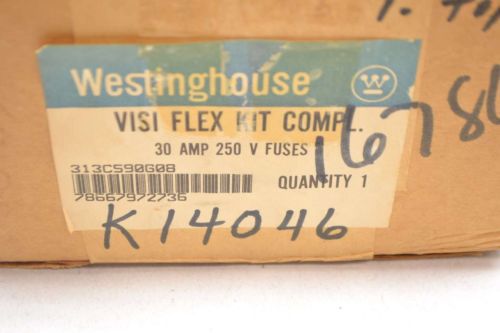 Westinghouse
VISI FLEX KIT COMPL.
30 AMP 250 V FUSES
313C590G08
QUANTITY 1
78667972736
K14046
1678